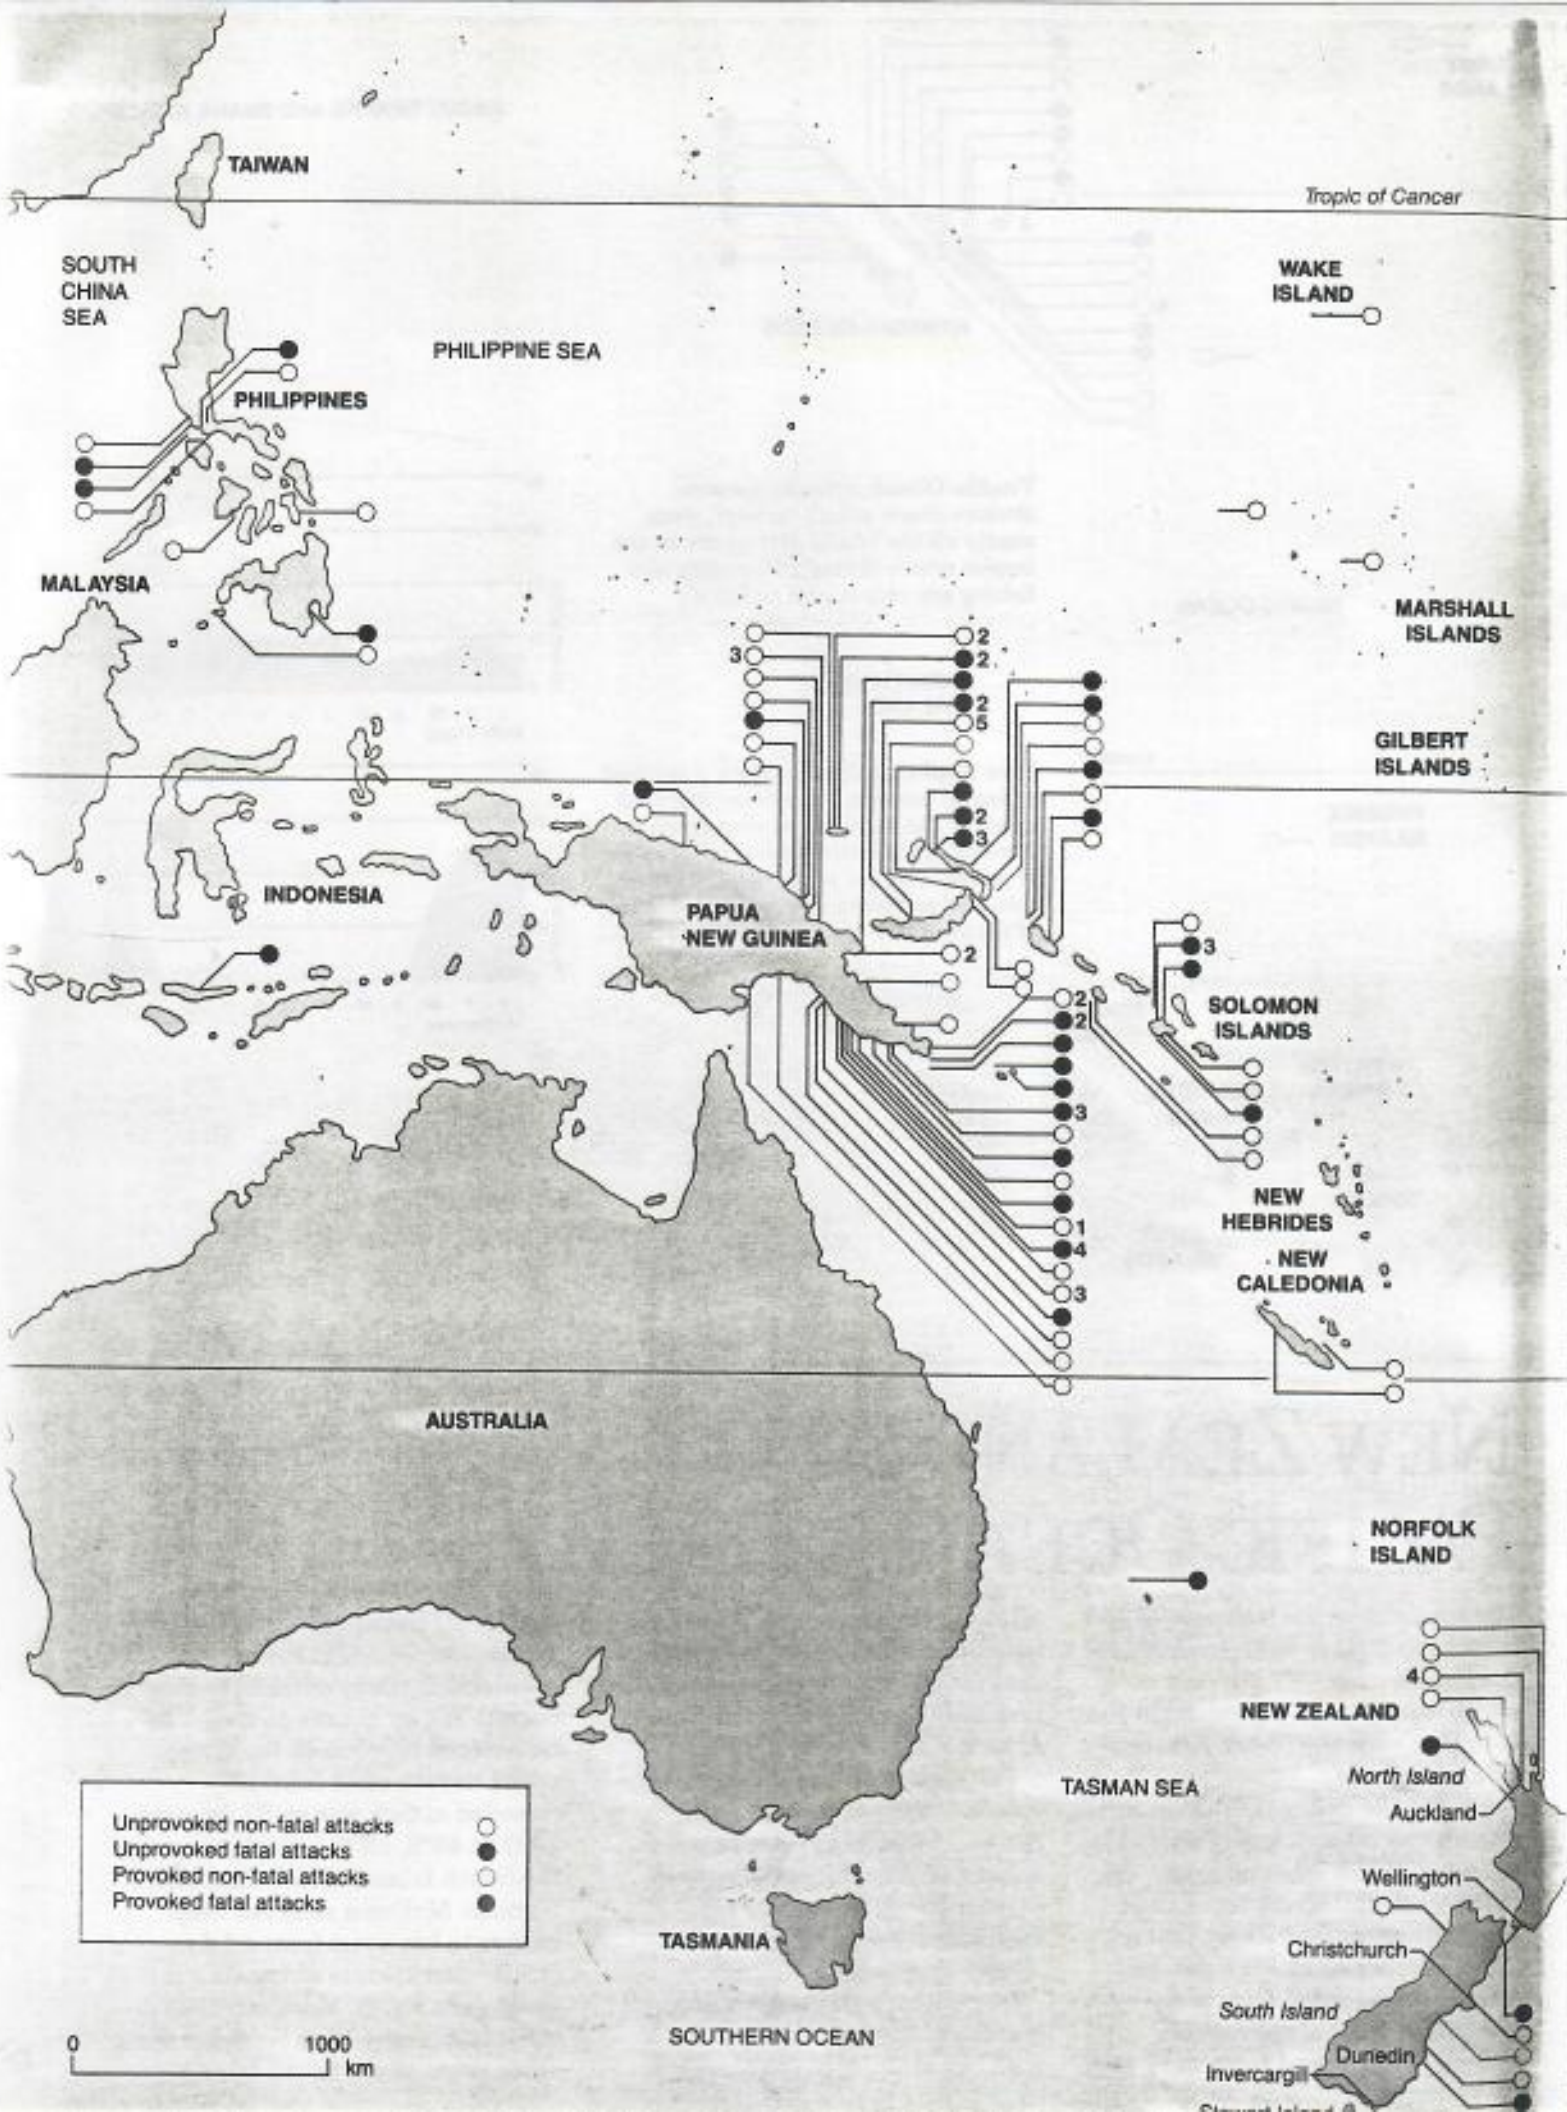 TAIWAN
Tropic of Cancer
SOUTH
CHINA
SEA
WAKE
ISLAND
PHILIPPINE SEA
PHILIPPINES
MALAYSIA
MARSHALL
ISLANDS
2
3
2
2
5
GILBERT
ISLANDS
2
3
INDONESIA
PAPUA
NEW GUINEA
2
3
SOLOMON
ISLANDS
2
2
3
NEW
HEBRIDES
1
4
NEW
CALEDONIA
3
AUSTRALIA
NORFOLK
ISLAND
4
NEW ZEALAND
North Island
TASMAN SEA
Auckland
Unprovoked non-fatal attacks
Unprovoked fatal attacks
Provoked non-fatal attacks
Provoked fatal attacks
Wellington
TASMANIA
Christchurch
South Island
SOUTHERN OCEAN
0 1000
km
Dunedin
Invercargill
Stewart Island